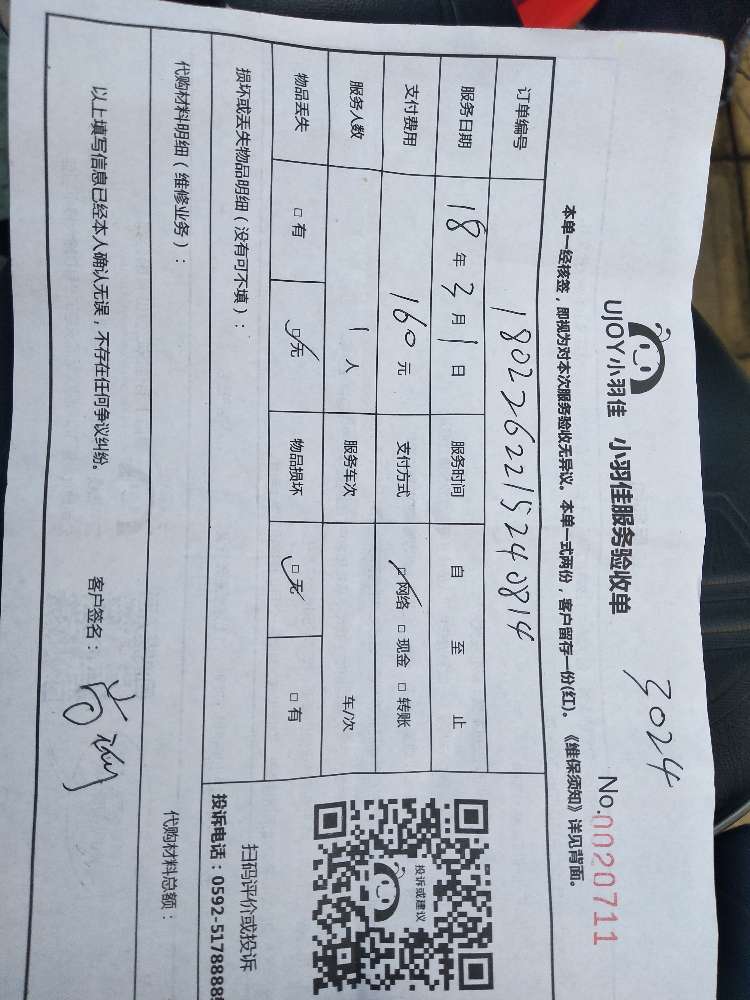 3024
UJOY小羽佳 小羽佳服务验收单 No.0020711
本单一经核签,即视为对本次服务验收无异议、本单一式两份,客户留存一份(红)。《维保须知》详见背面。
订单编号 180226221524 0814
服务日期 18年3月1日 服务时间 自 至 止
支付费用 160元 支付方式 ☑网络 □现金 □转账
服务人数 1人 服务车次 车/次
物品丢失 □有 ☑无 物品损坏 ☑无 □有
损坏或丢失物品明细(没有可不填):
代购材料明细(维修业务):
代购材料总额:
以上填写信息已经本人确认无误,不存在任何争议纠纷。 客户签名:
投诉或建议
扫码评价或投诉
投诉电话:0592-5178888